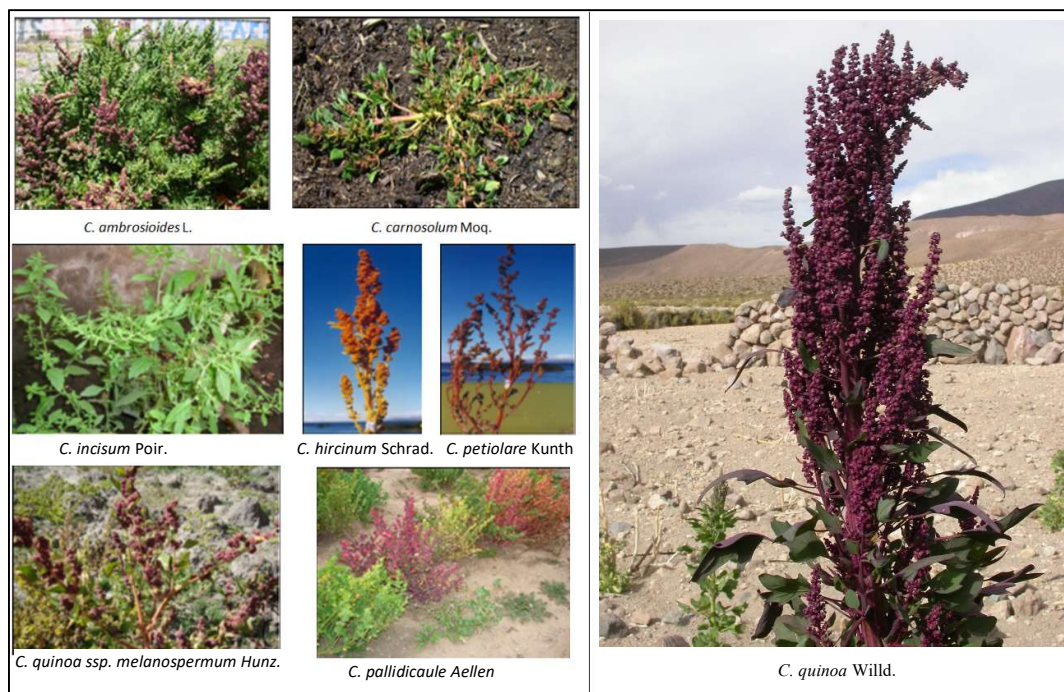 C. ambrosioides L.
C. carnosolum Moq.
C. incisum Poir.
C. hircinum Schrad.
C. petiolare Kunth
C. quinoa ssp. melanospermum Hunz.
C. pallidicaule Aellen
C. quinoa Willd.